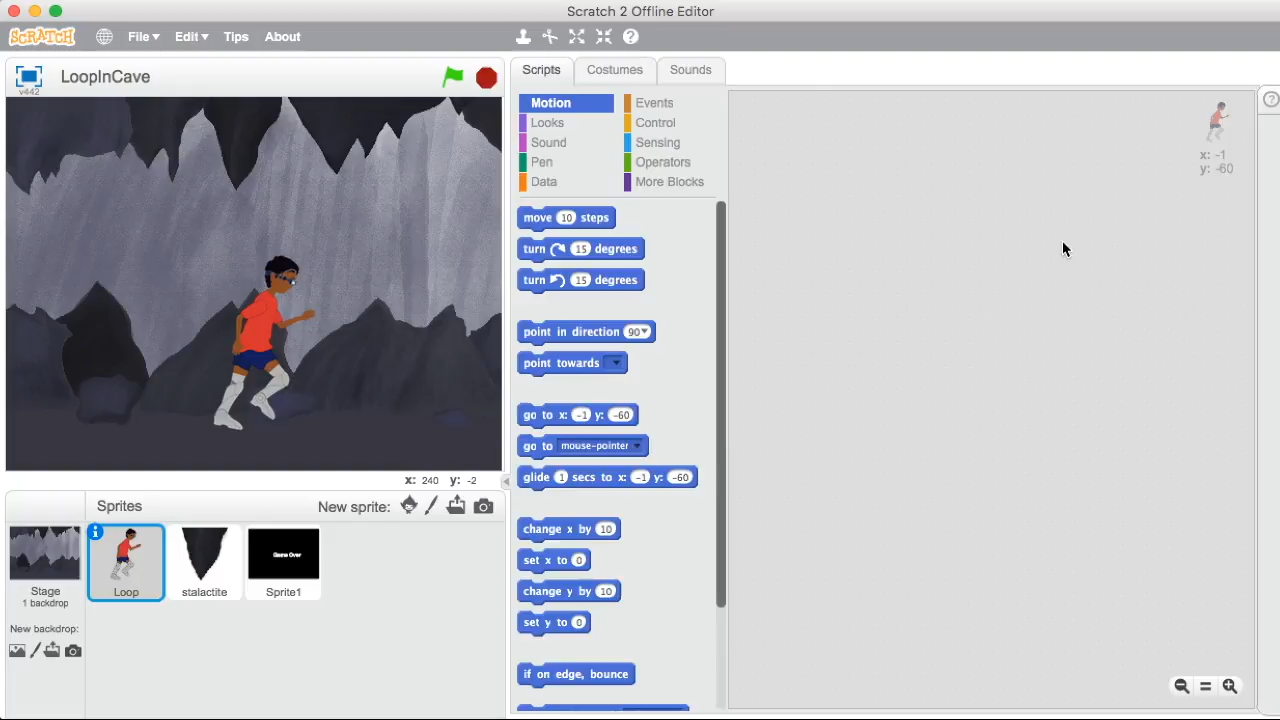 Scratch 2 Offline Editor
SCRATCH File▾ Edit▾ Tips About
LoopInCave
v442
Scripts Costumes Sounds
Motion Events
Looks Control
Sound Sensing
Pen Operators
Data More Blocks
x: -1
y: -60
move 10 steps
turn 15 degrees
turn 15 degrees
point in direction 90▾
point towards
go to x: -1 y: -60
go to mouse-pointer
glide 1 secs to x: -1 y: -60
change x by 10
set x to 0
change y by 10
set y to 0
if on edge, bounce
x: 240 y: -2
Sprites New sprite:
Stage
1 backdrop
New backdrop:
Loop
stalactite
Game Over
Sprite1